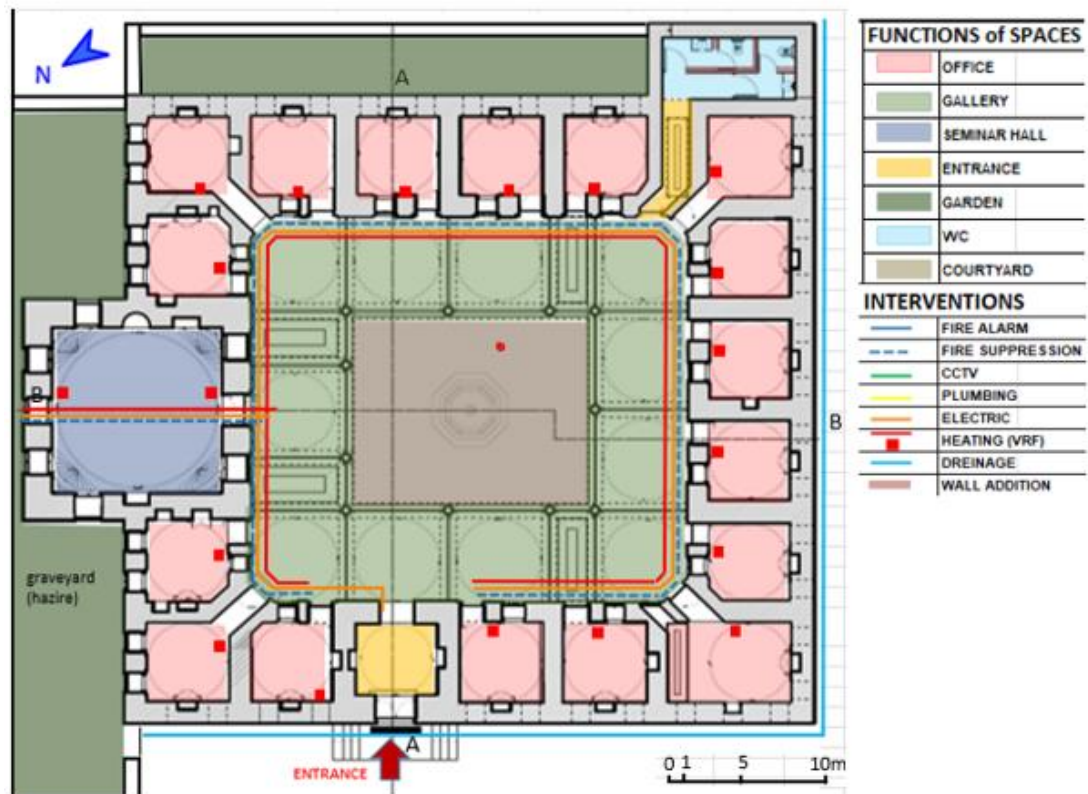 N
A
FUNCTIONS of SPACES
OFFICE
GALLERY
SEMINAR HALL
ENTRANCE
GARDEN
WC
COURTYARD
INTERVENTIONS
FIRE ALARM
FIRE SUPPRESSION
CCTV
PLUMBING
ELECTRIC
HEATING (VRF)
DREINAGE
WALL ADDITION
B
B
graveyard
(hazire)
A
ENTRANCE
0 1 5 10m